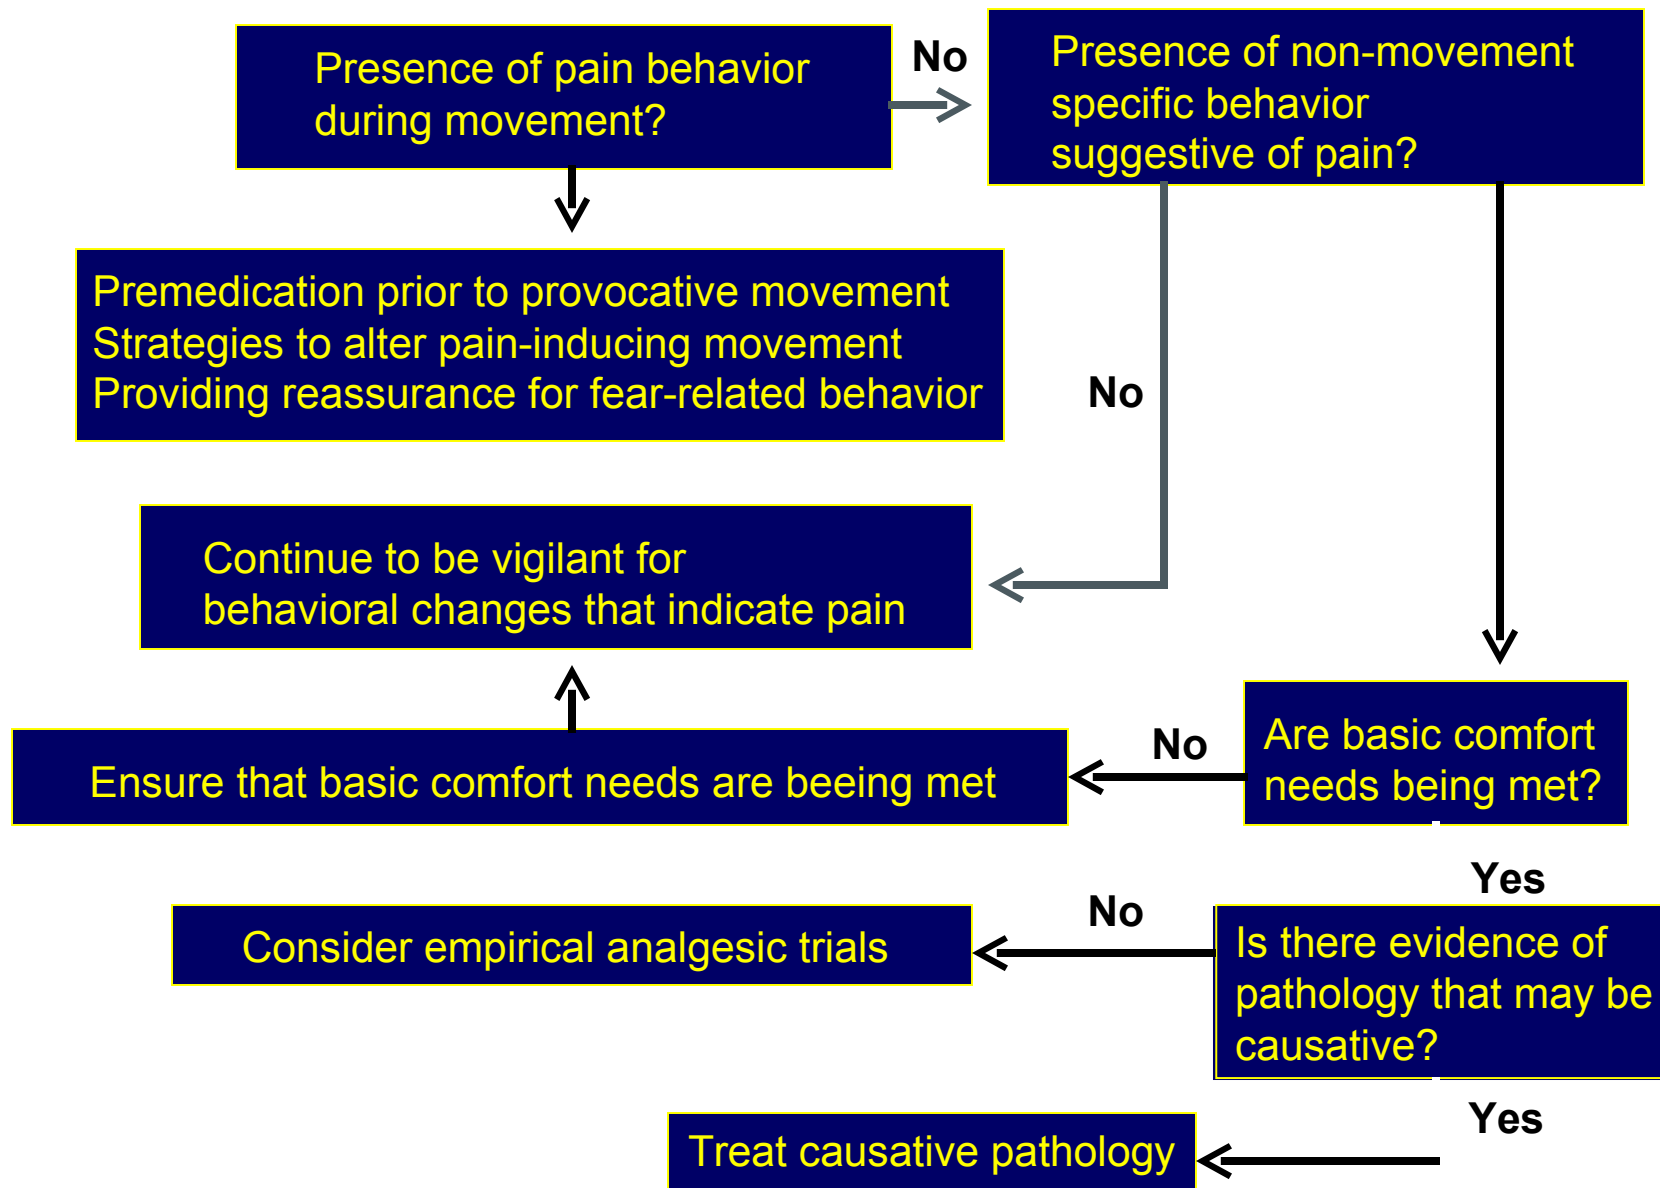 Presence of pain behavior
during movement?
No
Presence of non-movement
specific behavior
suggestive of pain?
Premedication prior to provocative movement
Strategies to alter pain-inducing movement
Providing reassurance for fear-related behavior
No
Continue to be vigilant for
behavioral changes that indicate pain
Are basic comfort
needs being met?
No
Ensure that basic comfort needs are beeing met
Yes
Is there evidence of
pathology that may be
causative?
No
Consider empirical analgesic trials
Yes
Treat causative pathology